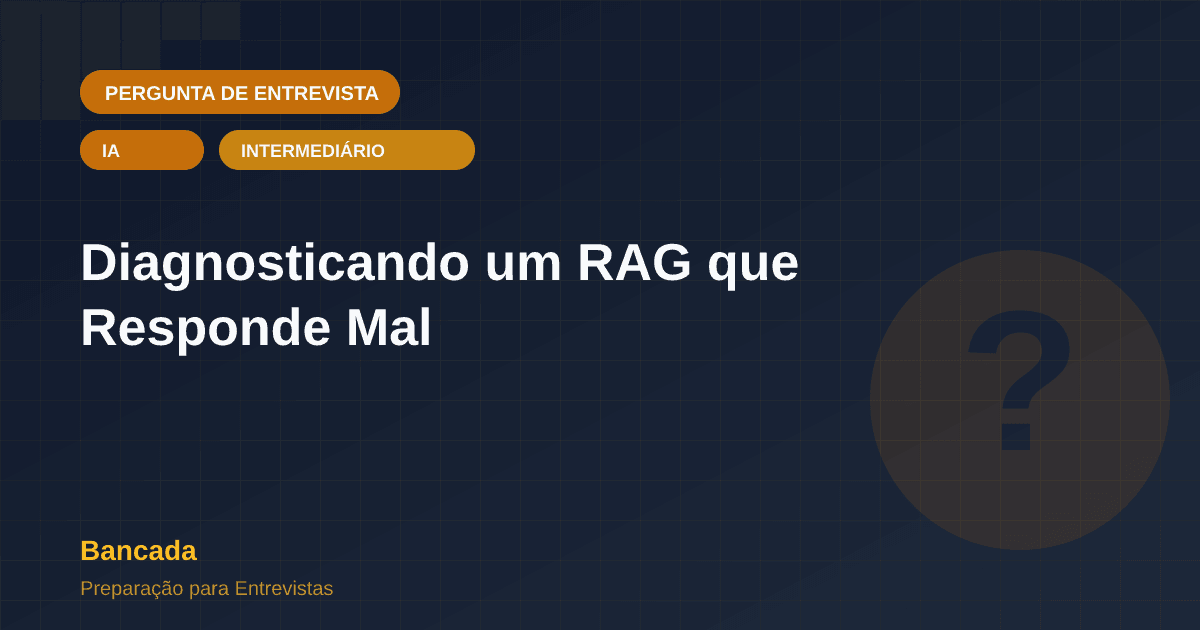 PERGUNTA DE ENTREVISTA
IA
INTERMEDIÁRIO
Diagnosticando um RAG que
Responde Mal
?
Bancada
Preparação para Entrevistas